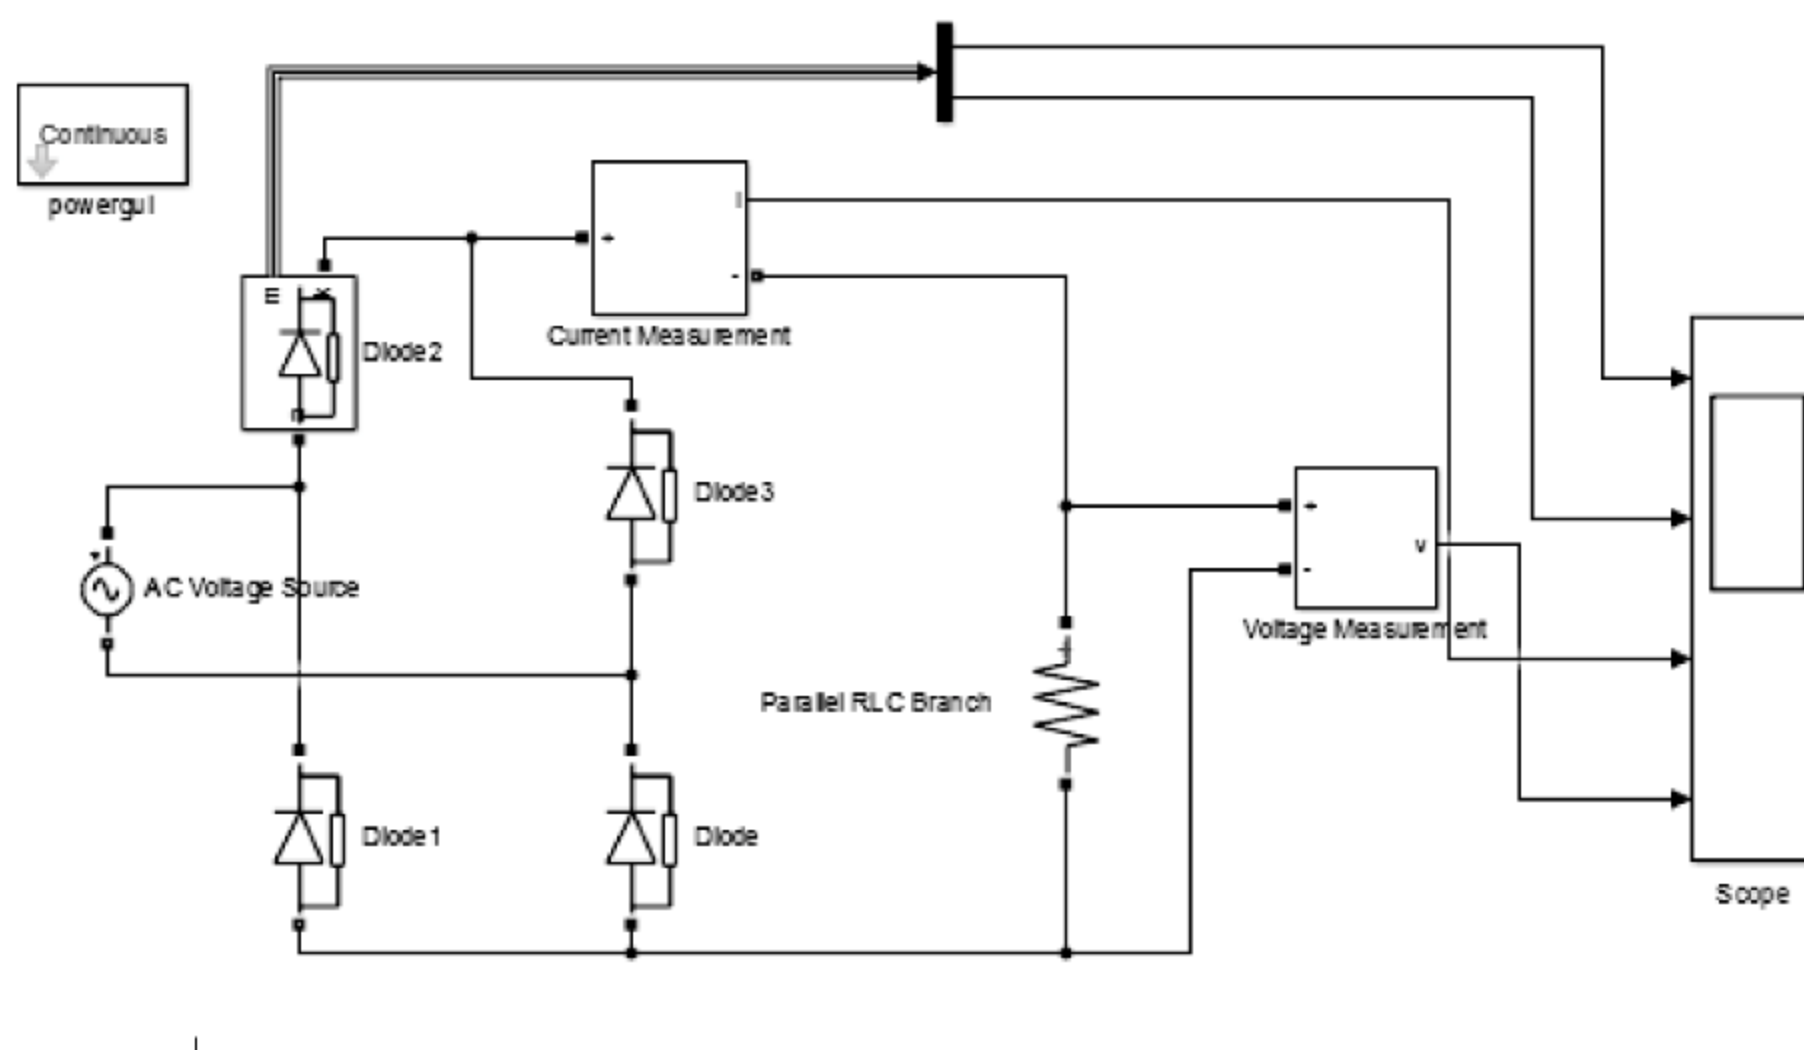 Continuous
powergui
m
k
Diode2
i
+
-
Current Measurement
Diode3
AC Voltage Source
+
v
-
Voltage Measurement
+
Parallel RLC Branch
Diode1
Diode
Scope